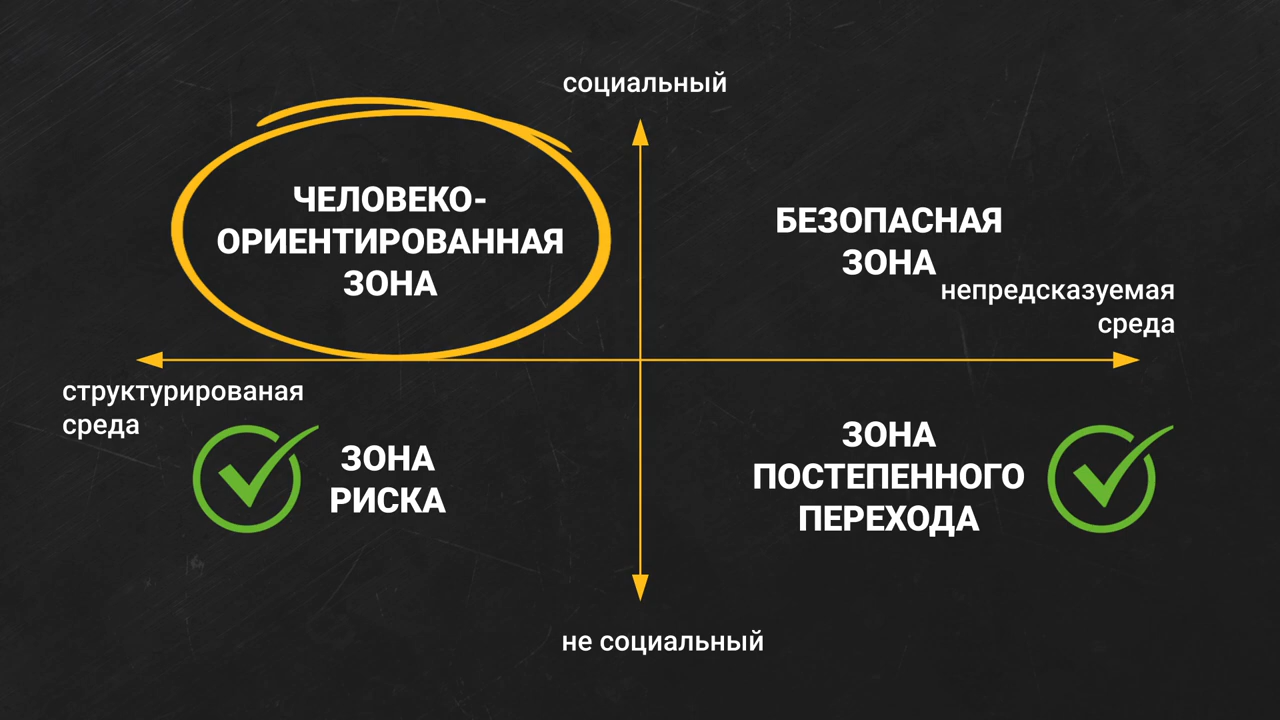 социальный
ЧЕЛОВЕКО-
ОРИЕНТИРОВАННАЯ
ЗОНА
БЕЗОПАСНАЯ
ЗОНА
непредсказуемая
среда
структурированая
среда
ЗОНА
РИСКА
ЗОНА
ПОСТЕПЕННОГО
ПЕРЕХОДА
не социальный